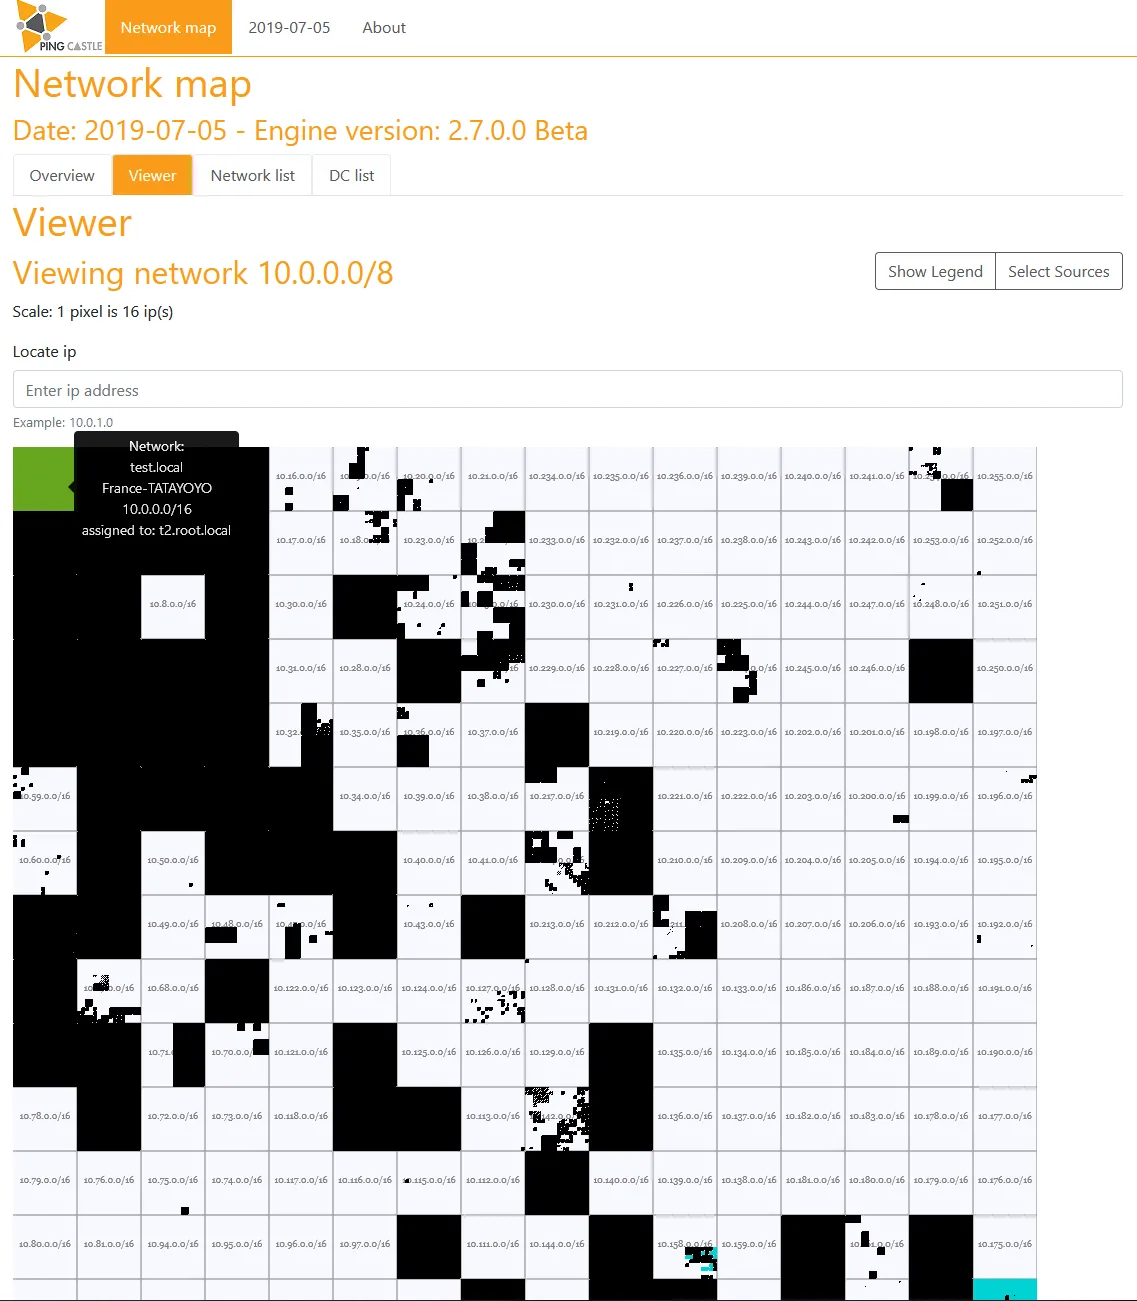 PING CASTLE
Network map 2019-07-05 About
Network map
Date: 2019-07-05 - Engine version: 2.7.0.0 Beta
Overview Viewer Network list DC list
Viewer
Viewing network 10.0.0.0/8
Show Legend Select Sources
Scale: 1 pixel is 16 ip(s)
Locate ip
Enter ip address
Example: 10.0.1.0
Network:
test.local
France-TATAYOYO
10.0.0.0/16
assigned to: t2.root.local
10.16.0.0/16 10.20.0.0/16 10.21.0.0/16 10.234.0.0/16 10.235.0.0/16 10.236.0.0/16 10.239.0.0/16 10.240.0.0/16 10.241.0.0/16 10.255.0.0/16
10.17.0.0/16 10.18.0.0/16 10.23.0.0/16 10.233.0.0/16 10.232.0.0/16 10.237.0.0/16 10.238.0.0/16 10.243.0.0/16 10.242.0.0/16 10.253.0.0/16 10.252.0.0/16
10.8.0.0/16 10.30.0.0/16 10.24.0.0/16 10.230.0.0/16 10.231.0.0/16 10.226.0.0/16 10.225.0.0/16 10.244.0.0/16 10.247.0.0/16 10.248.0.0/16 10.251.0.0/16
10.31.0.0/16 10.28.0.0/16 10.229.0.0/16 10.228.0.0/16 10.227.0.0/16 10.245.0.0/16 10.246.0.0/16 10.250.0.0/16
10.32. 10.35.0.0/16 10.36.0.0/16 10.37.0.0/16 10.219.0.0/16 10.220.0.0/16 10.223.0.0/16 10.202.0.0/16 10.201.0.0/16 10.198.0.0/16 10.197.0.0/16
10.59.0.0/16 10.34.0.0/16 10.39.0.0/16 10.38.0.0/16 10.217.0.0/16 10.221.0.0/16 10.222.0.0/16 10.203.0.0/16 10.200.0.0/16 10.199.0.0/16 10.196.0.0/16
10.60.0.0/16 10.50.0.0/16 10.40.0.0/16 10.41.0.0/16 10.210.0.0/16 10.209.0.0/16 10.204.0.0/16 10.205.0.0/16 10.194.0.0/16 10.195.0.0/16
10.49.0.0/16 10.48.0.0/16 10.43.0.0/16 10.213.0.0/16 10.212.0.0/16 10.208.0.0/16 10.207.0.0/16 10.206.0.0/16 10.193.0.0/16 10.192.0.0/16
10.68.0.0/16 10.122.0.0/16 10.123.0.0/16 10.124.0.0/16 10.127.0.0/16 10.128.0.0/16 10.131.0.0/16 10.132.0.0/16 10.133.0.0/16 10.186.0.0/16 10.187.0.0/16 10.188.0.0/16 10.191.0.0/16
10.71. 10.70.0.0/ 10.121.0.0/16 10.125.0.0/16 10.126.0.0/16 10.129.0.0/16 10.135.0.0/16 10.134.0.0/16 10.185.0.0/16 10.184.0.0/16 10.189.0.0/16 10.190.0.0/16
10.78.0.0/16 10.72.0.0/16 10.73.0.0/16 10.118.0.0/16 10.113.0.0/16 10.136.0.0/16 10.137.0.0/16 10.182.0.0/16 10.183.0.0/16 10.178.0.0/16 10.177.0.0/16
10.79.0.0/16 10.76.0.0/16 10.75.0.0/16 10.74.0.0/16 10.117.0.0/16 10.116.0.0/16 10.115.0.0/16 10.112.0.0/16 10.140.0.0/16 10.139.0.0/16 10.138.0.0/16 10.181.0.0/16 10.180.0.0/16 10.179.0.0/16 10.176.0.0/16
10.80.0.0/16 10.81.0.0/16 10.94.0.0/16 10.95.0.0/16 10.96.0.0/16 10.97.0.0/16 10.111.0.0/16 10.144.0.0/16 10.158.0.0/16 10.159.0.0/16 10.175.0.0/16